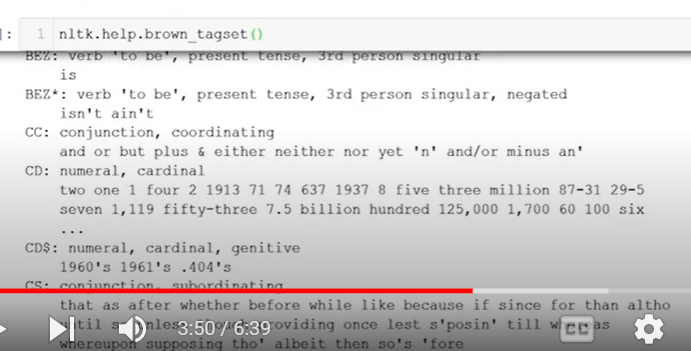 ]: 1 nltk.help.brown_tagset()
BEZ: verb 'to be', present tense, 3rd person singular
is
BEZ*: verb 'to be', present tense, 3rd person singular, negated
isn't ain't
CC: conjunction, coordinating
and or but plus & either neither nor yet 'n' and/or minus an'
CD: numeral, cardinal
two one 1 four 2 1913 71 74 637 1937 8 five three million 87-31 29-5
seven 1,119 fifty-three 7.5 billion hundred 125,000 1,700 60 100 six
...
CD$: numeral, cardinal, genitive
1960's 1961's .404's
CS: conjunction, subordinating
that as after whether before while like because if since for than altho
providing once lest s'posin' till whereas
3:50 / 6:39
CC
whereupon supposing tho' albeit then so's 'fore